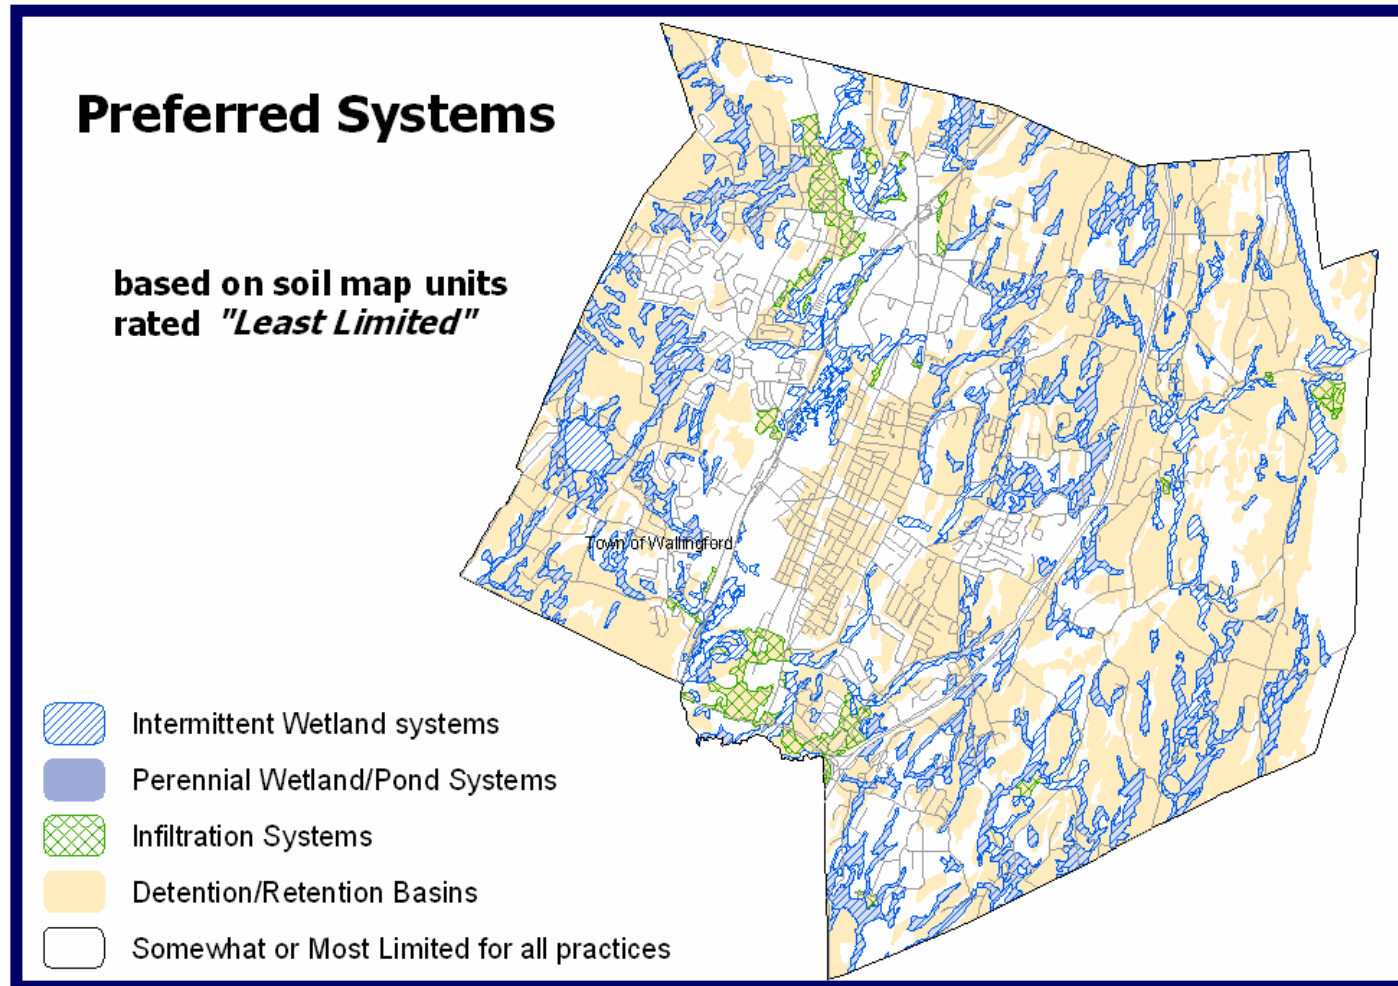 Preferred Systems
based on soil map units
rated "Least Limited"
Town of Wallingford
Intermittent Wetland systems
Perennial Wetland/Pond Systems
Infiltration Systems
Detention/Retention Basins
Somewhat or Most Limited for all practices